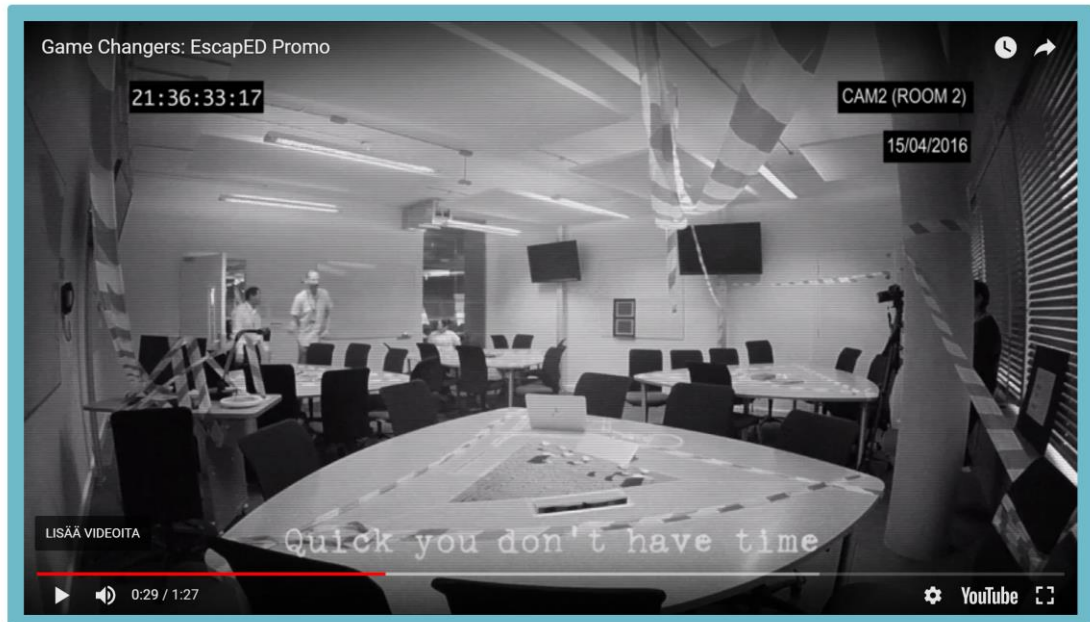 Game Changers: EscapED Promo
21:36:33:17
CAM2 (ROOM 2)
15/04/2016
Quick you don't have time
LISÄÄ VIDEOITA
0:29 / 1:27
YouTube